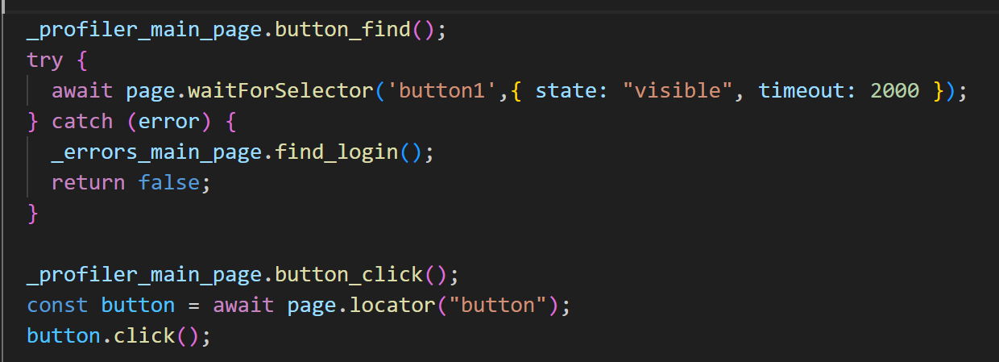 _profiler_main_page.button_find();
try {
  await page.waitForSelector('button1',{ state: "visible", timeout: 2000 });
} catch (error) {
  _errors_main_page.find_login();
  return false;
}

_profiler_main_page.button_click();
const button = await page.locator("button");
button.click();